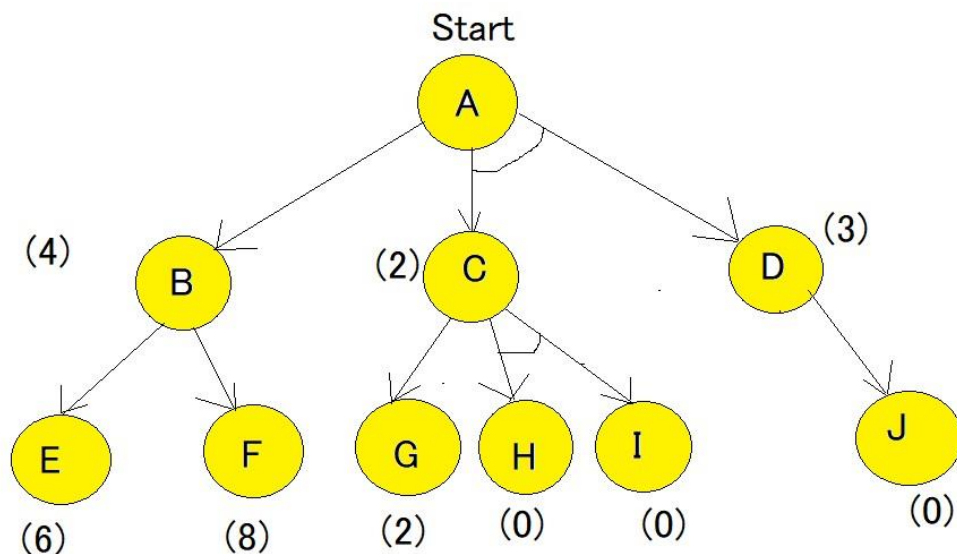 Start
A
(4)
B
(2)
C
D
(3)
E
F
G
H
I
J
(6)
(8)
(2)
(0)
(0)
(0)